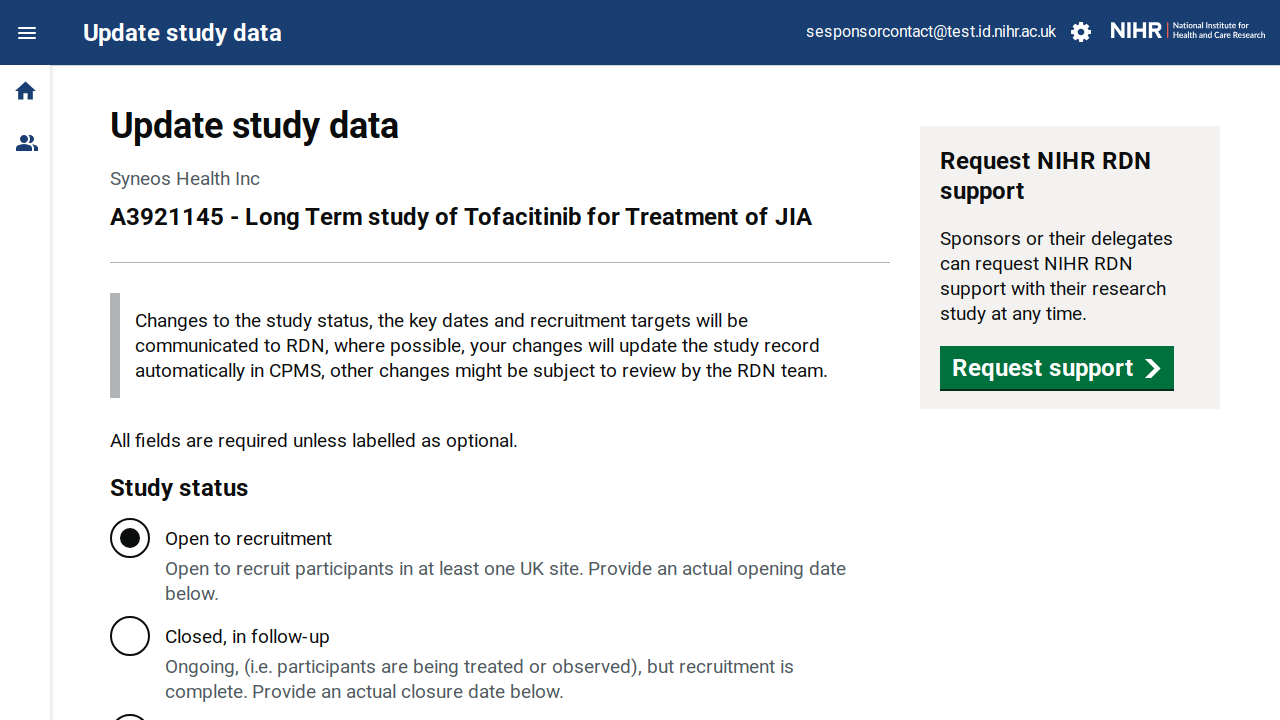 Update study data
sesponsorcontact@test.id.nihr.ac.uk
NIHR
National Institute for
Health and Care Research
Update study data
Syneos Health Inc
A3921145 - Long Term study of Tofacitinib for Treatment of JIA
Changes to the study status, the key dates and recruitment targets will be
communicated to RDN, where possible, your changes will update the study record
automatically in CPMS, other changes might be subject to review by the RDN team.
All fields are required unless labelled as optional.
Study status
Open to recruitment
Open to recruit participants in at least one UK site. Provide an actual opening date
below.
Closed, in follow-up
Ongoing, (i.e. participants are being treated or observed), but recruitment is
complete. Provide an actual closure date below.
Request NIHR RDN
support
Sponsors or their delegates
can request NIHR RDN
support with their research
study at any time.
Request support